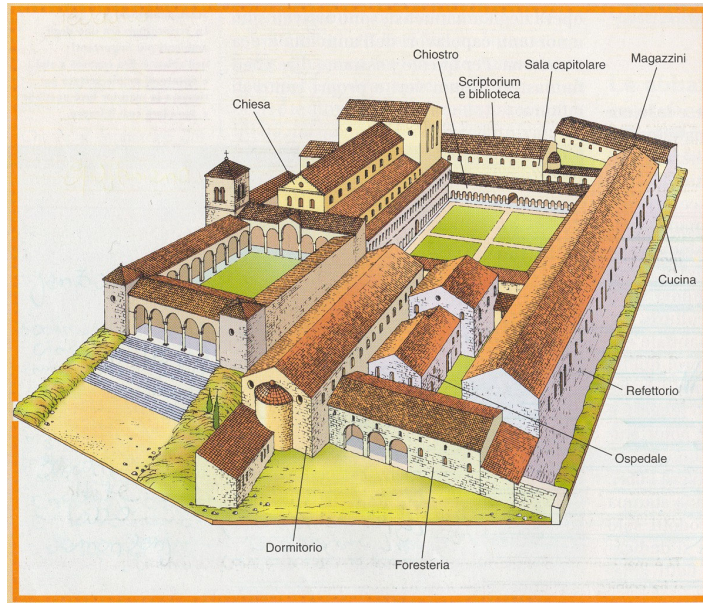 Chiostro
Sala capitolare
Magazzini
Scriptorium
e biblioteca
Chiesa
Cucina
Refettorio
Ospedale
Dormitorio
Foresteria